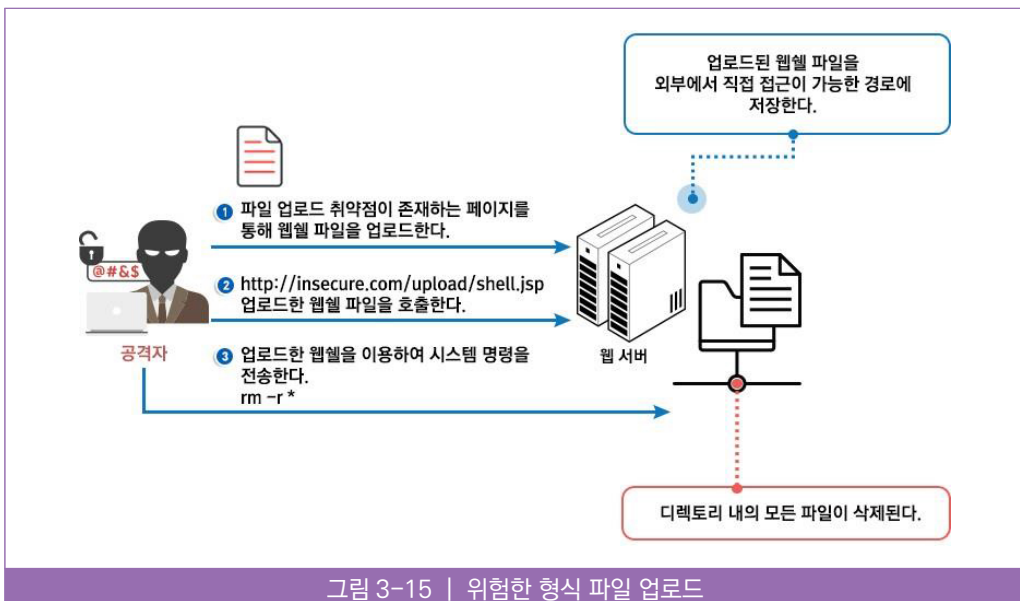 업로드된 웹쉘 파일을
외부에서 직접 접근이 가능한 경로에
저장한다.
1 파일 업로드 취약점이 존재하는 페이지를
통해 웹쉘 파일을 업로드한다.
@#&$
2 http://insecure.com/upload/shell.jsp
업로드한 웹쉘 파일을 호출한다.
공격자
3 업로드한 웹쉘을 이용하여 시스템 명령을
전송한다.
rm -r *
웹 서버
디렉토리 내의 모든 파일이 삭제된다.
그림 3-15 | 위험한 형식 파일 업로드